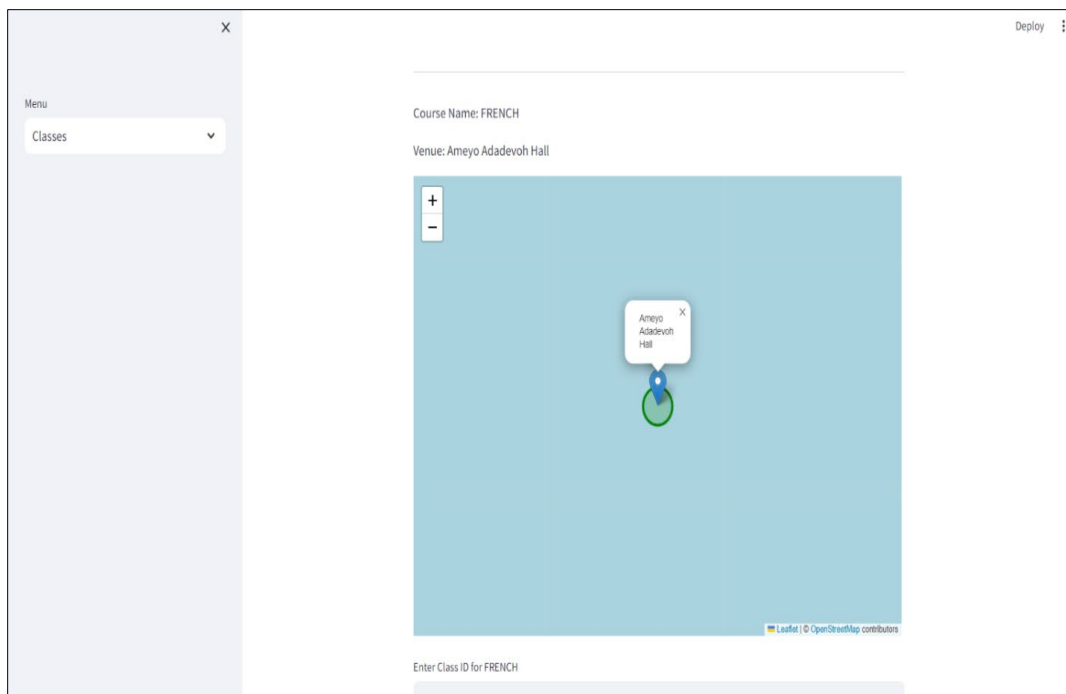 X
Deploy
Menu
Classes
Course Name: FRENCH
Venue: Ameyo Adadevoh Hall
+
−
X
Ameyo
Adadevoh
Hall
Leaflet | © OpenStreetMap contributors
Enter Class ID for FRENCH